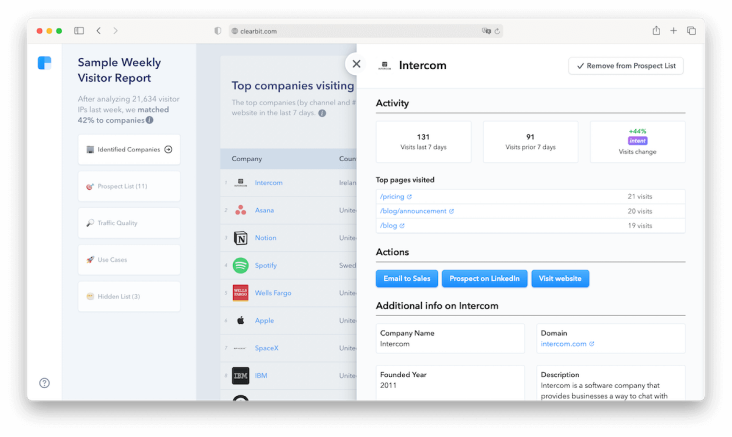 clearbit.com
Sample Weekly
Visitor Report
After analyzing 21,634 visitor
IPs last week, we matched
42% to companies
Identified Companies
Prospect List (11)
Traffic Quality
Use Cases
Hidden List (3)
Top companies visiting
The top companies (by channel and #
website in the last 7 days.
Company Coun
1 Intercom Irelan
2 Asana Unite
3 Notion Unite
4 Spotify Swed
5 WELLS FARGO Wells Fargo Unite
6 Apple Unite
7 SpaceX Unite
8 IBM IBM Unite
Intercom
Remove from Prospect List
Activity
131
Visits last 7 days
91
Visits prior 7 days
+44%
intent
Visits change
Top pages visited
/pricing 21 visits
/blog/announcement 20 visits
/blog 19 visits
Actions
Email to Sales Prospect on LinkedIn Visit website
Additional info on Intercom
Company Name
Intercom
Domain
intercom.com
Founded Year
2011
Description
Intercom is a software company that
provides businesses a way to chat with